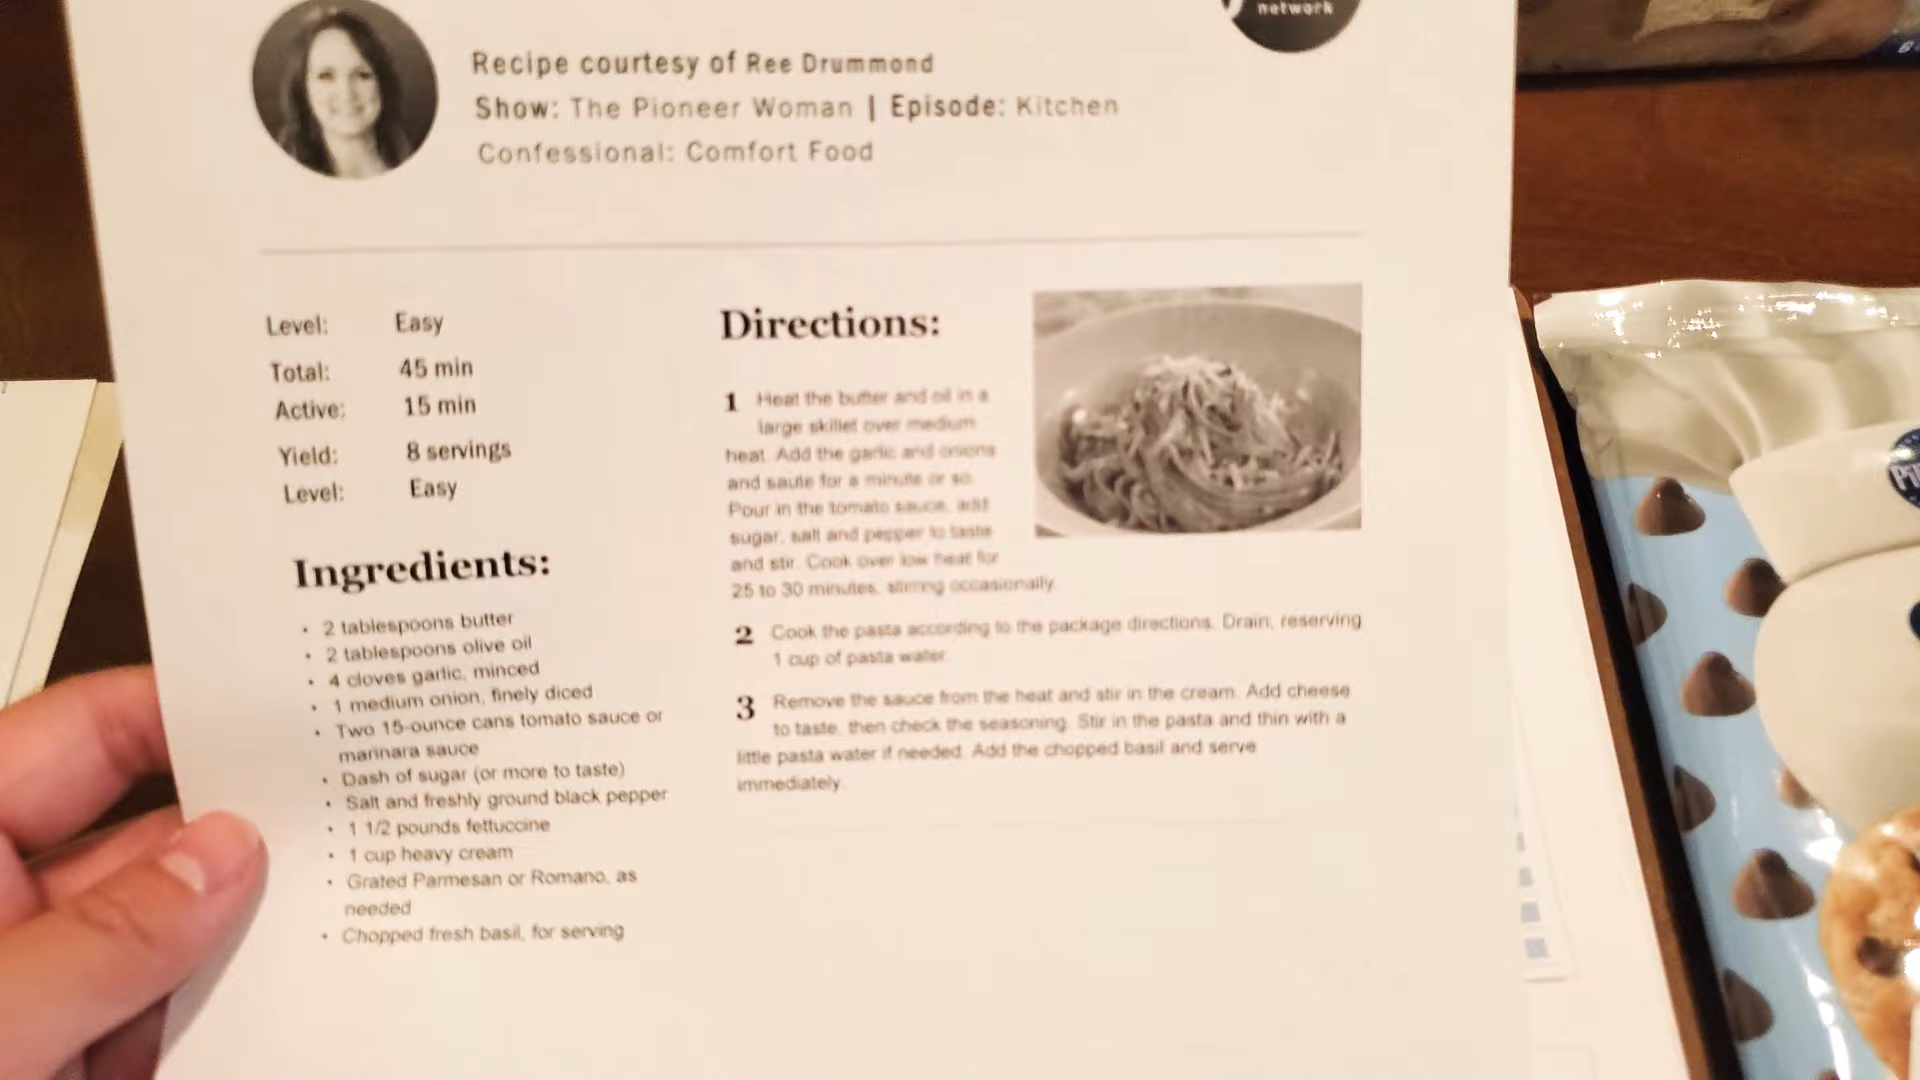 network
Recipe courtesy of Ree Drummond
Show: The Pioneer Woman | Episode: Kitchen
Confessional: Comfort Food
Level: Easy
Total: 45 min
Active: 15 min
Yield: 8 servings
Level: Easy
Ingredients:
• 2 tablespoons butter
• 2 tablespoons olive oil
• 4 cloves garlic, minced
• 1 medium onion, finely diced
• Two 15-ounce cans tomato sauce or
marinara sauce
• Dash of sugar (or more to taste)
• Salt and freshly ground black pepper
• 1 1/2 pounds fettuccine
• 1 cup heavy cream
• Grated Parmesan or Romano, as
needed
• Chopped fresh basil, for serving
Directions:
1 Heat the butter and oil in a
large skillet over medium
heat. Add the garlic and onions
and saute for a minute or so.
Pour in the tomato sauce, add
sugar, salt and pepper to taste
and stir. Cook over low heat for
25 to 30 minutes, stirring occasionally.
2 Cook the pasta according to the package directions. Drain, reserving
1 cup of pasta water.
3 Remove the sauce from the heat and stir in the cream. Add cheese
to taste, then check the seasoning. Stir in the pasta and thin with a
little pasta water if needed. Add the chopped basil and serve
immediately.